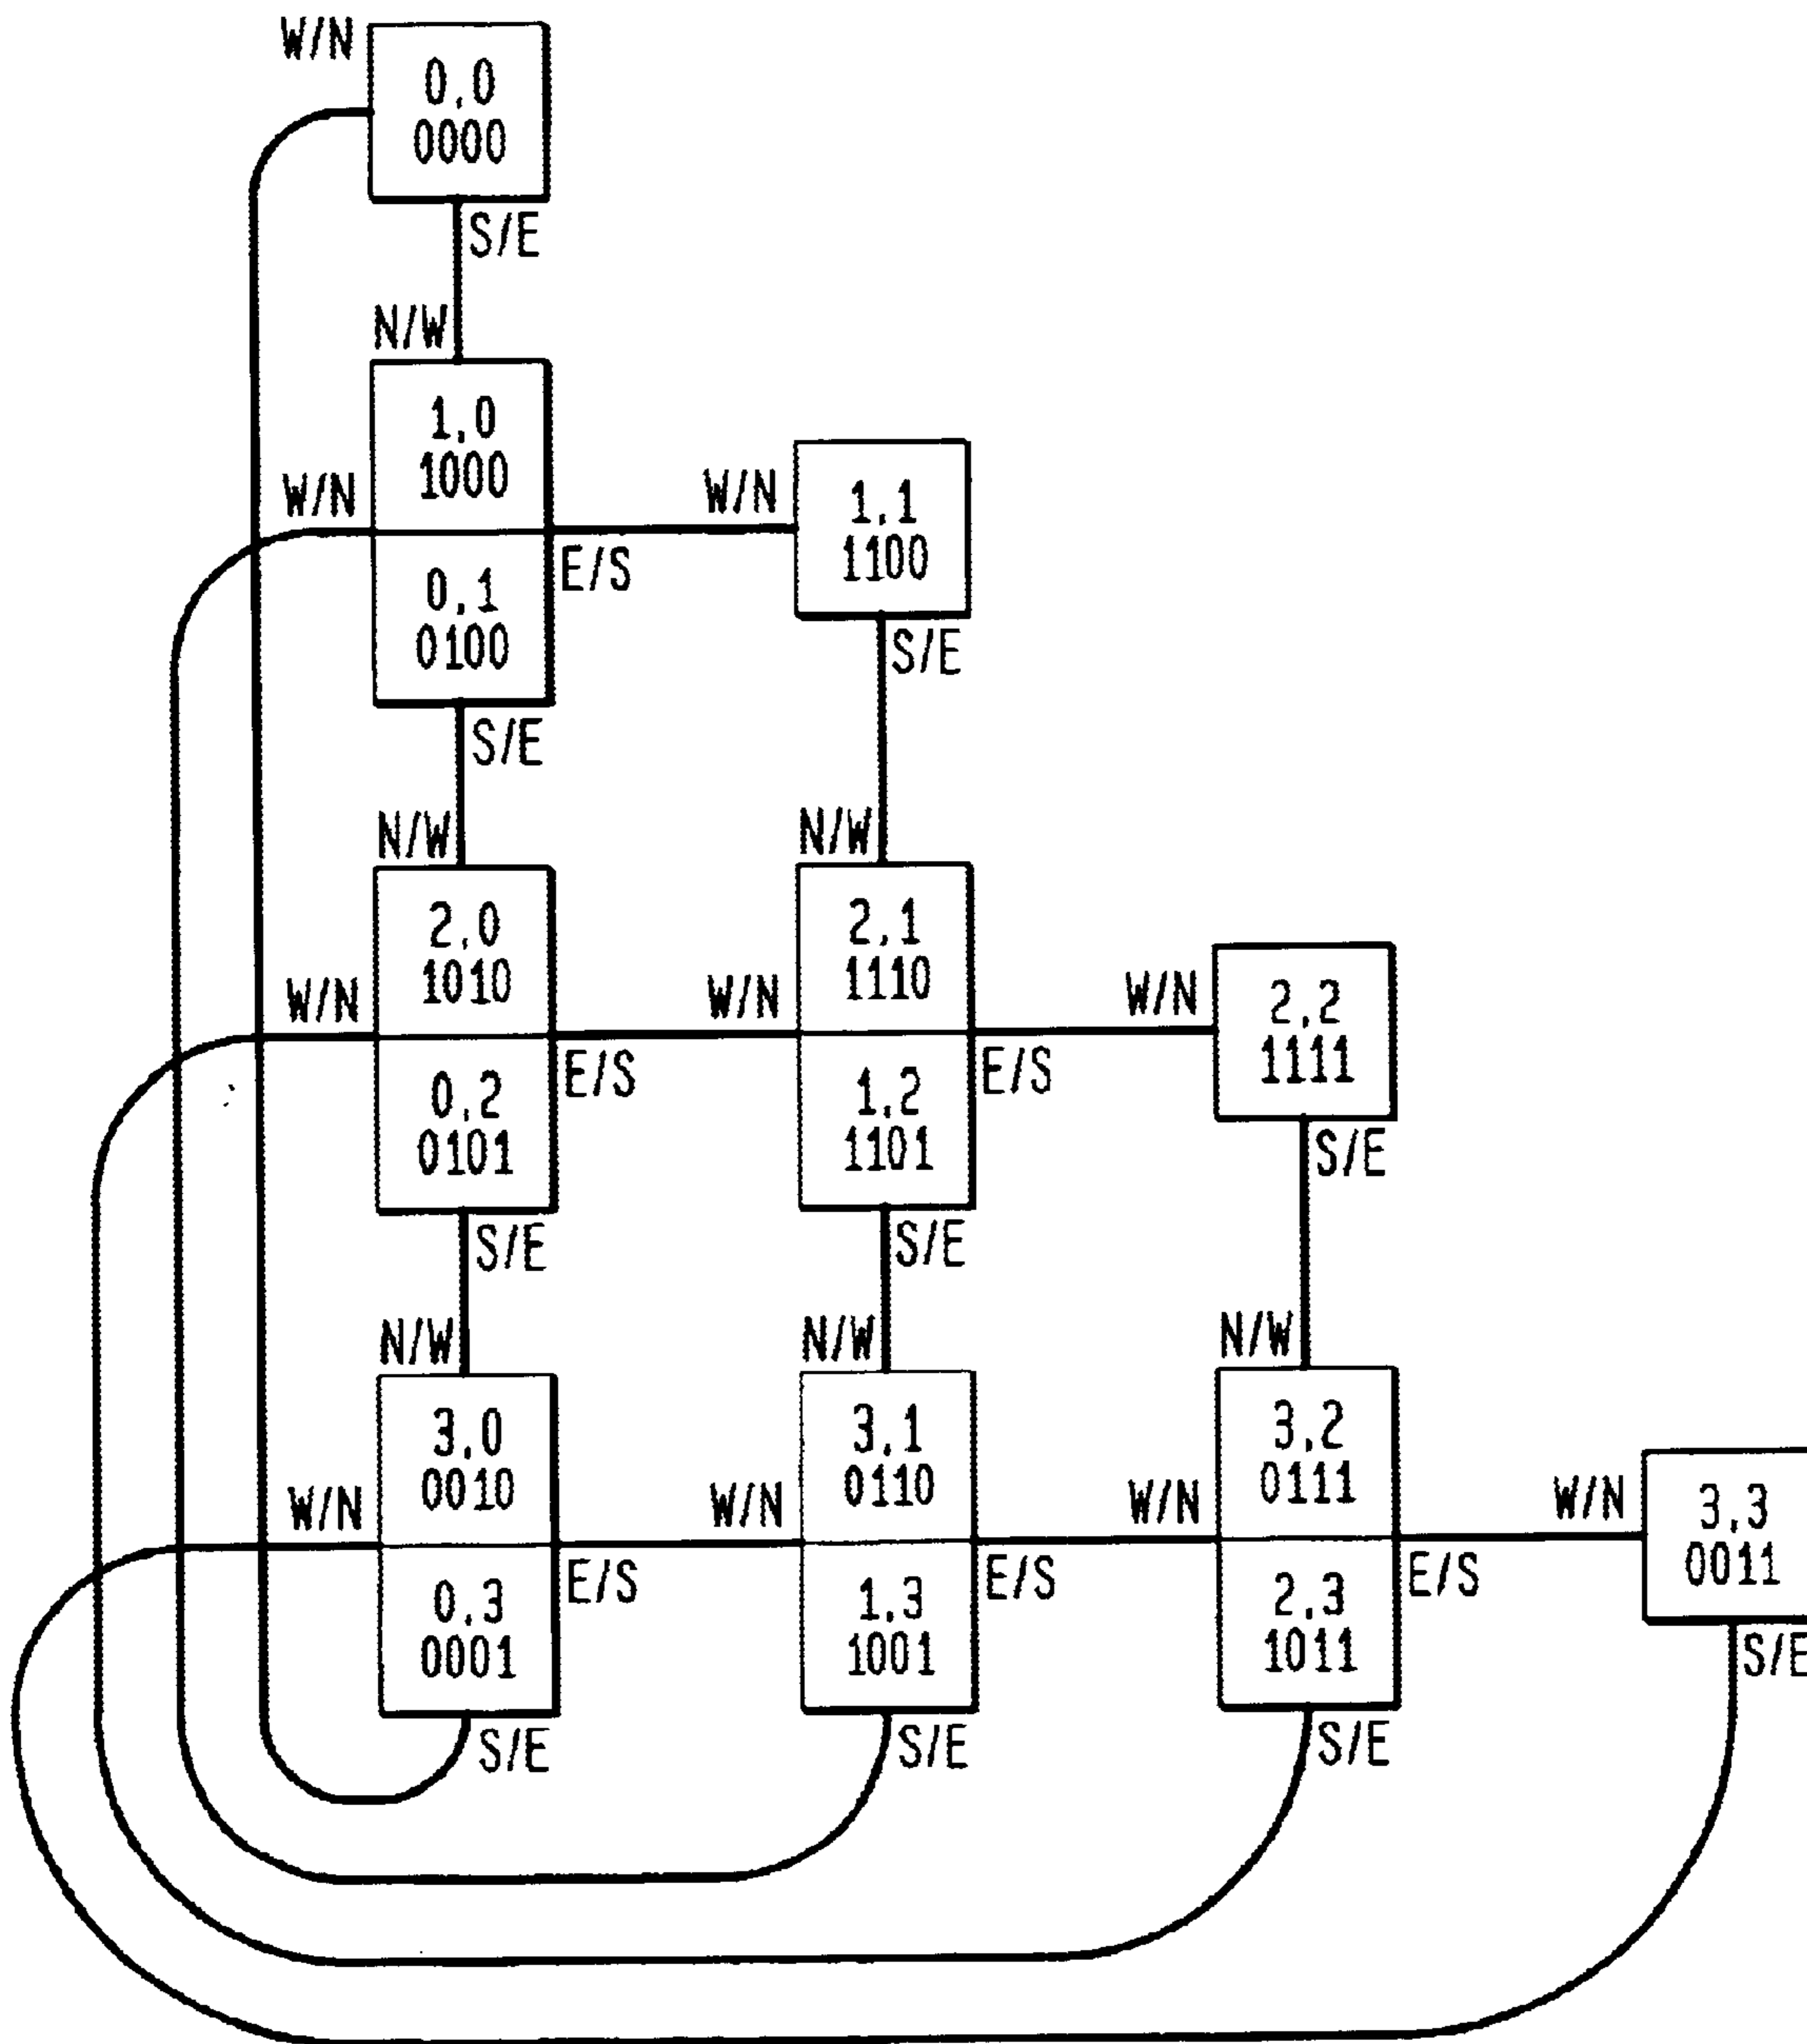 W/N
0,0
0000
S/E
N/W
1,0
1000
W/N
W/N
1,1
1100
E/S
0,1
0100
S/E
S/E
N/W
N/W
2,0
1010
2,1
1110
W/N
W/N
W/N
2,2
1111
E/S
E/S
0,2
0101
1,2
1101
S/E
S/E
S/E
N/W
N/W
N/W
3,0
0010
3,1
0110
3,2
0111
W/N
W/N
W/N
W/N
3,3
0011
E/S
E/S
E/S
0,3
0001
1,3
1001
2,3
1011
S/E
S/E
S/E
S/E